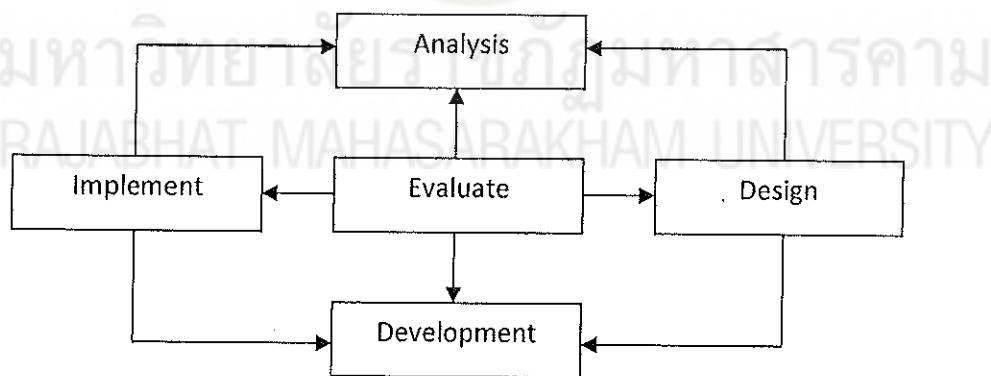 Analysis
มหาวิทยาลัยราชภัฏมหาสารคาม
RAJABHAT MAHASARAKHAM UNIVERSITY
Implement
Evaluate
Design
Development